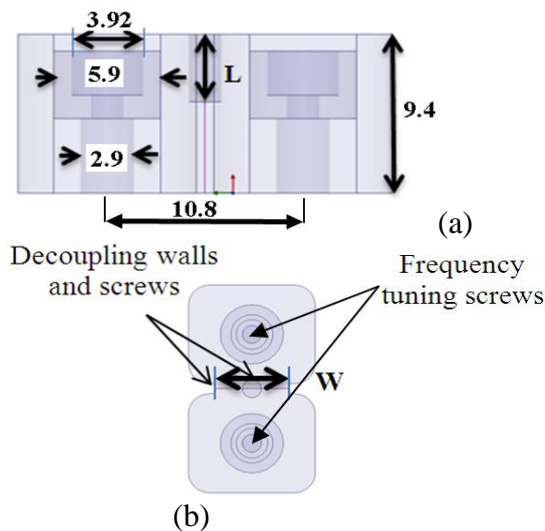 3.92
5.9
L
9.4
2.9
10.8
(a)
Decoupling walls
and screws
Frequency
tuning screws
W
(b)